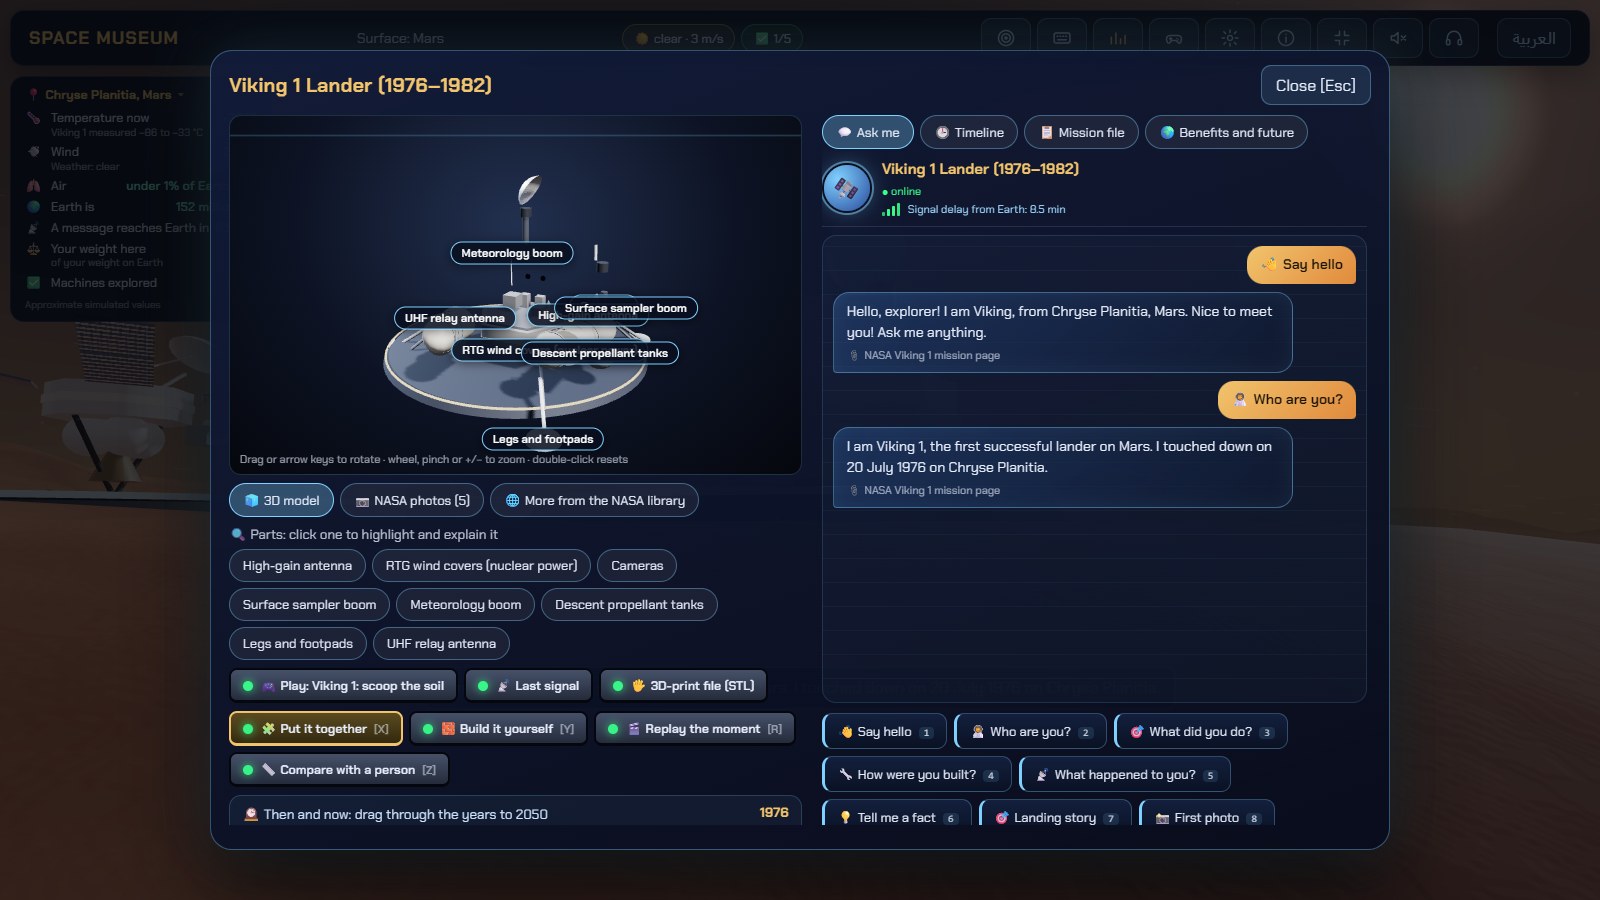 SPACE MUSEUM
Surface: Mars
clear · 3 m/s
1/5
العربية
Chryse Planitia, Mars
Temperature now
Viking 1 measured −86 to −33 °C
Wind
Weather: clear
Air under 1% of
Earth is 152
A message reaches Earth in
Your weight here
of your weight on Earth
Machines explored
Approximate simulated values
Viking 1 Lander (1976–1982)
Close [Esc]
Meteorology boom
Surface sampler boom
UHF relay antenna
RTG wind
Descent propellant tanks
Legs and footpads
Drag or arrow keys to rotate · wheel, pinch or +/− to zoom · double-click resets
3D model
NASA photos (5)
More from the NASA library
Parts: click one to highlight and explain it
High-gain antenna
RTG wind covers (nuclear power)
Cameras
Surface sampler boom
Meteorology boom
Descent propellant tanks
Legs and footpads
UHF relay antenna
Play: Viking 1: scoop the soil
Last signal
3D-print file (STL)
Put it together [X]
Build it yourself [Y]
Replay the moment [R]
Compare with a person [Z]
Then and now: drag through the years to 2050
1976
Ask me
Timeline
Mission file
Benefits and future
Viking 1 Lander (1976–1982)
online
Signal delay from Earth: 8.5 min
Say hello
Hello, explorer! I am Viking, from Chryse Planitia, Mars. Nice to meet
you! Ask me anything.
NASA Viking 1 mission page
Who are you?
I am Viking 1, the first successful lander on Mars. I touched down on
20 July 1976 on Chryse Planitia.
NASA Viking 1 mission page
Say hello 1
Who are you? 2
What did you do? 3
How were you built? 4
What happened to you? 5
Tell me a fact 6
Landing story 7
First photo 8